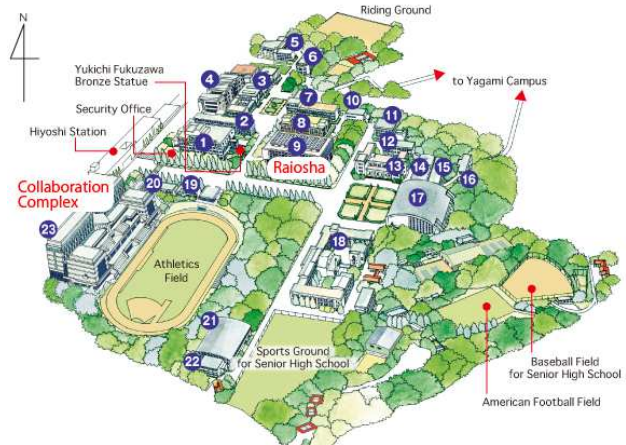 N
Riding Ground
Yukichi Fukuzawa
Bronze Statue
Security Office
Hiyoshi Station
to Yagami Campus
Raiosha
Collaboration
Complex
Athletics
Field
Sports Ground
for Senior High School
Baseball Field
for Senior High School
American Football Field
1
2
3
4
5
6
7
8
9
10
11
12
13
14
15
16
17
18
19
20
21
22
23